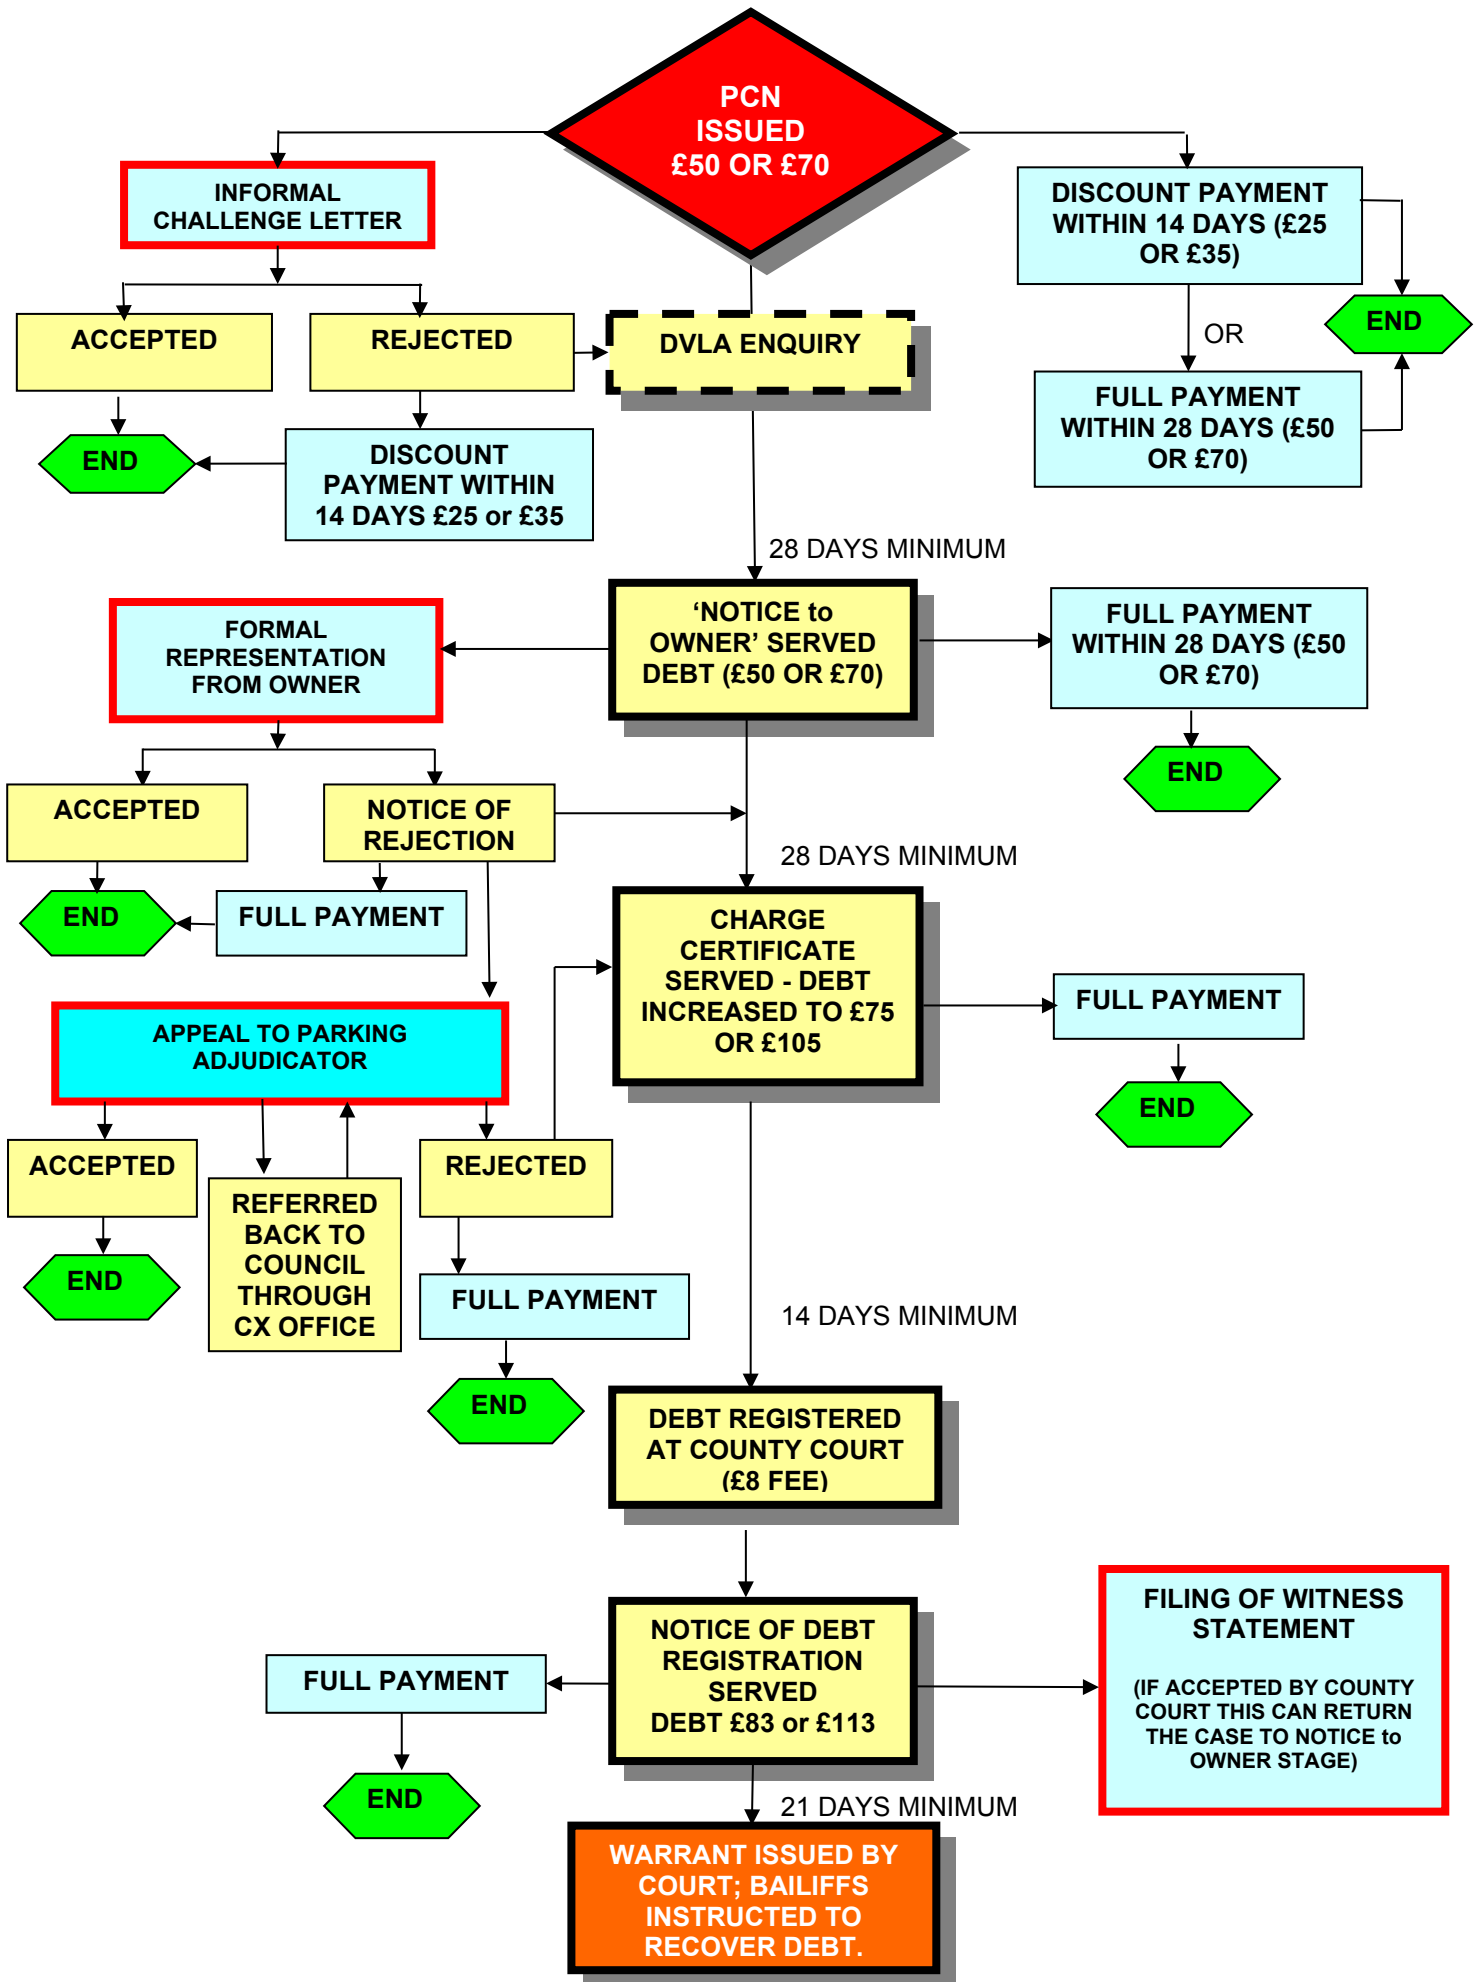 PCN
ISSUED
£50 OR £70
INFORMAL
CHALLENGE LETTER
DISCOUNT PAYMENT
WITHIN 14 DAYS (£25
OR £35)
ACCEPTED
REJECTED
DVLA ENQUIRY
OR
END
FULL PAYMENT
WITHIN 28 DAYS (£50
OR £70)
END
DISCOUNT
PAYMENT WITHIN
14 DAYS £25 or £35
28 DAYS MINIMUM
FORMAL
REPRESENTATION
FROM OWNER
‘NOTICE to
OWNER’ SERVED
DEBT (£50 OR £70)
FULL PAYMENT
WITHIN 28 DAYS (£50
OR £70)
END
ACCEPTED
NOTICE OF
REJECTION
28 DAYS MINIMUM
END
FULL PAYMENT
CHARGE
CERTIFICATE
SERVED - DEBT
INCREASED TO £75
OR £105
FULL PAYMENT
END
APPEAL TO PARKING
ADJUDICATOR
ACCEPTED
REFERRED
BACK TO
COUNCIL
THROUGH
CX OFFICE
REJECTED
END
FULL PAYMENT
14 DAYS MINIMUM
END
DEBT REGISTERED
AT COUNTY COURT
(£8 FEE)
NOTICE OF DEBT
REGISTRATION
SERVED
DEBT £83 or £113
FULL PAYMENT
END
FILING OF WITNESS
STATEMENT
(IF ACCEPTED BY COUNTY
COURT THIS CAN RETURN
THE CASE TO NOTICE to
OWNER STAGE)
21 DAYS MINIMUM
WARRANT ISSUED BY
COURT; BAILIFFS
INSTRUCTED TO
RECOVER DEBT.